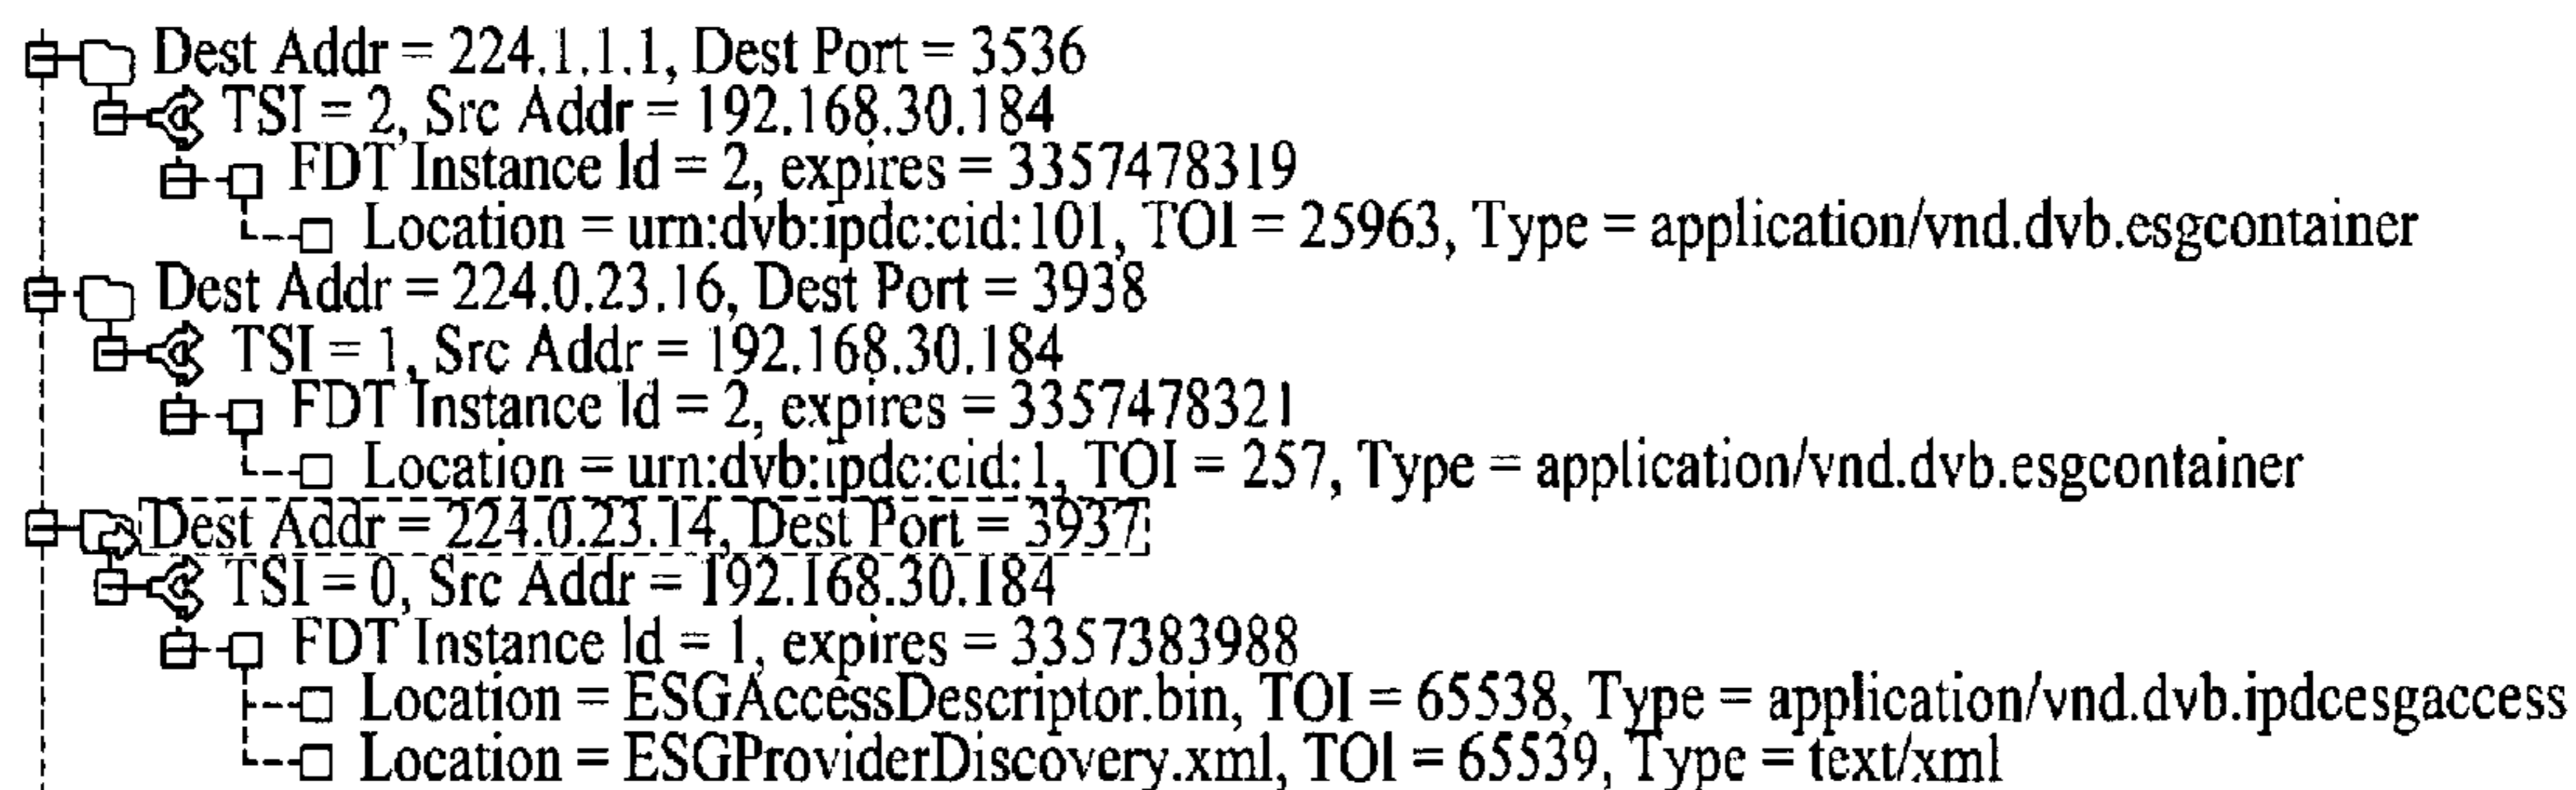 Dest Addr = 224.1.1.1, Dest Port = 3536
TSI = 2, Src Addr = 192.168.30.184
FDT Instance Id = 2, expires = 3357478319
Location = urn:dvb:ipdc:cid:101, TOI = 25963, Type = application/vnd.dvb.esgcontainer
Dest Addr = 224.0.23.16, Dest Port = 3938
TSI = 1, Src Addr = 192.168.30.184
FDT Instance Id = 2, expires = 3357478321
Location = urn:dvb:ipdc:cid:1, TOI = 257, Type = application/vnd.dvb.esgcontainer
Dest Addr = 224.0.23.14, Dest Port = 3937
TSI = 0, Src Addr = 192.168.30.184
FDT Instance Id = 1, expires = 3357383988
Location = ESGAccessDescriptor.bin, TOI = 65538, Type = application/vnd.dvb.ipdcesgaccess
Location = ESGProviderDiscovery.xml, TOI = 65539, Type = text/xml